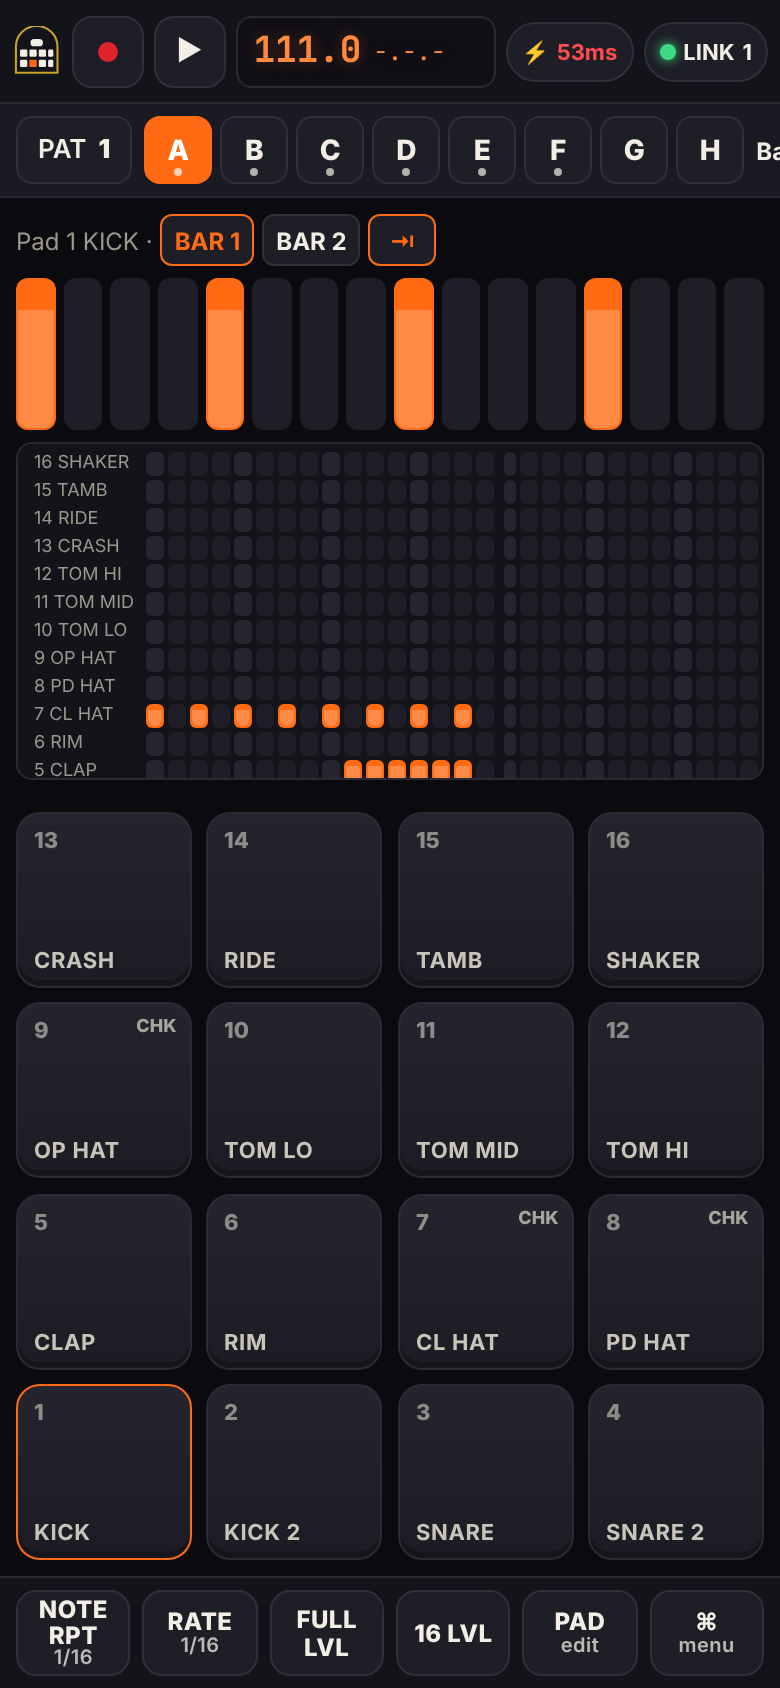 111.0 -.-.-
⚡ 53ms
LINK 1
PAT 1
A B C D E F G H Ba
Pad 1 KICK · BAR 1 BAR 2 ⇥
16 SHAKER
15 TAMB
14 RIDE
13 CRASH
12 TOM HI
11 TOM MID
10 TOM LO
9 OP HAT
8 PD HAT
7 CL HAT
6 RIM
5 CLAP
13
CRASH
14
RIDE
15
TAMB
16
SHAKER
9 CHK
OP HAT
10
TOM LO
11
TOM MID
12
TOM HI
5
CLAP
6
RIM
7 CHK
CL HAT
8 CHK
PD HAT
1
KICK
2
KICK 2
3
SNARE
4
SNARE 2
NOTE
RPT
1/16
RATE
1/16
FULL
LVL
16 LVL
PAD
edit
⌘
menu